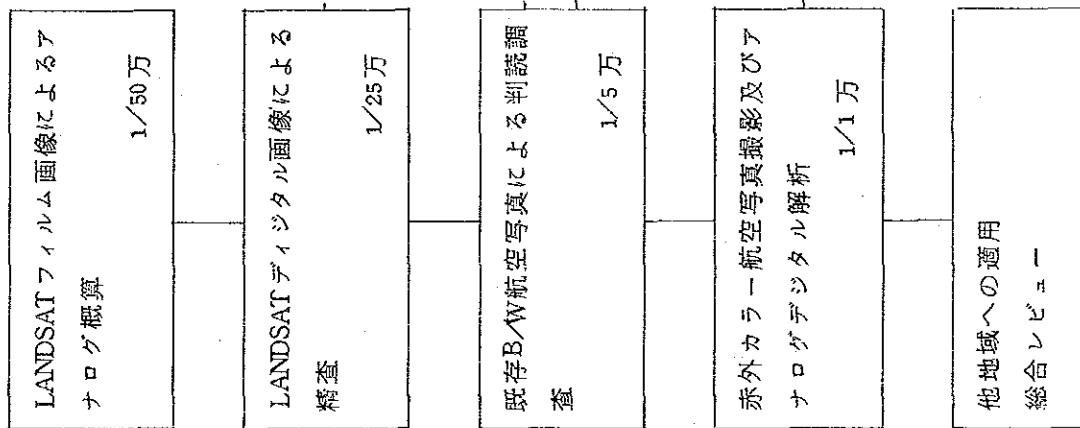 LANDSATフィルム画像によるア
ナログ概算
1/50万
LANDSATディジタル画像による
精査
1/25万
既存B/W航空写真による判読調
査
1/5万
赤外カラー航空写真撮影及びア
ナログデジタル解析
1/1万
他地域への適用
総合レビュー